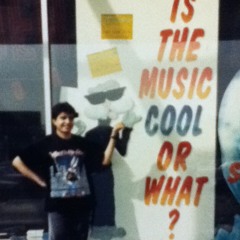 IS
THE
MUSIC
COOL
OR
WHAT
?